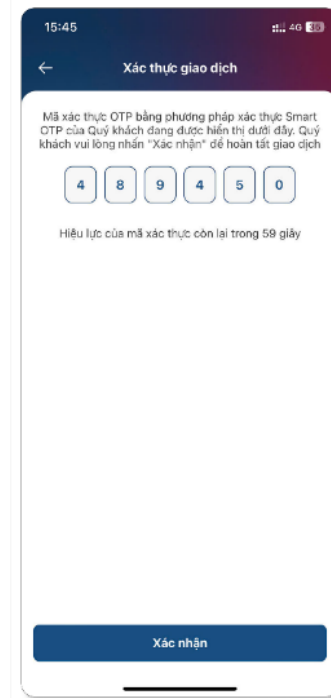 15:45
4G 35
Xác thực giao dịch
Mã xác thực OTP bằng phương pháp xác thực Smart
OTP của Quý khách đang được hiển thị dưới đây. Quý
khách vui lòng nhấn "Xác nhận" để hoàn tất giao dịch
4 8 9 4 5 0
Hiệu lực của mã xác thực còn lại trong 59 giây
Xác nhận